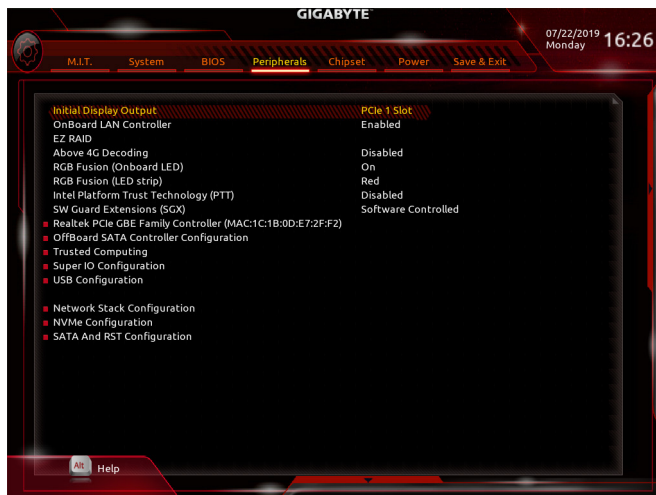 GIGABYTE™
07/22/2019 Monday 16:26
M.I.T. System BIOS Peripherals Chipset Power Save & Exit
Initial Display Output PCIe 1 Slot
OnBoard LAN Controller Enabled
EZ RAID
Above 4G Decoding Disabled
RGB Fusion (Onboard LED) On
RGB Fusion (LED strip) Red
Intel Platform Trust Technology (PTT) Disabled
SW Guard Extensions (SGX) Software Controlled
Realtek PCIe GBE Family Controller (MAC:1C:1B:0D:E7:2F:F2)
OffBoard SATA Controller Configuration
Trusted Computing
Super IO Configuration
USB Configuration
Network Stack Configuration
NVMe Configuration
SATA And RST Configuration
Alt Help